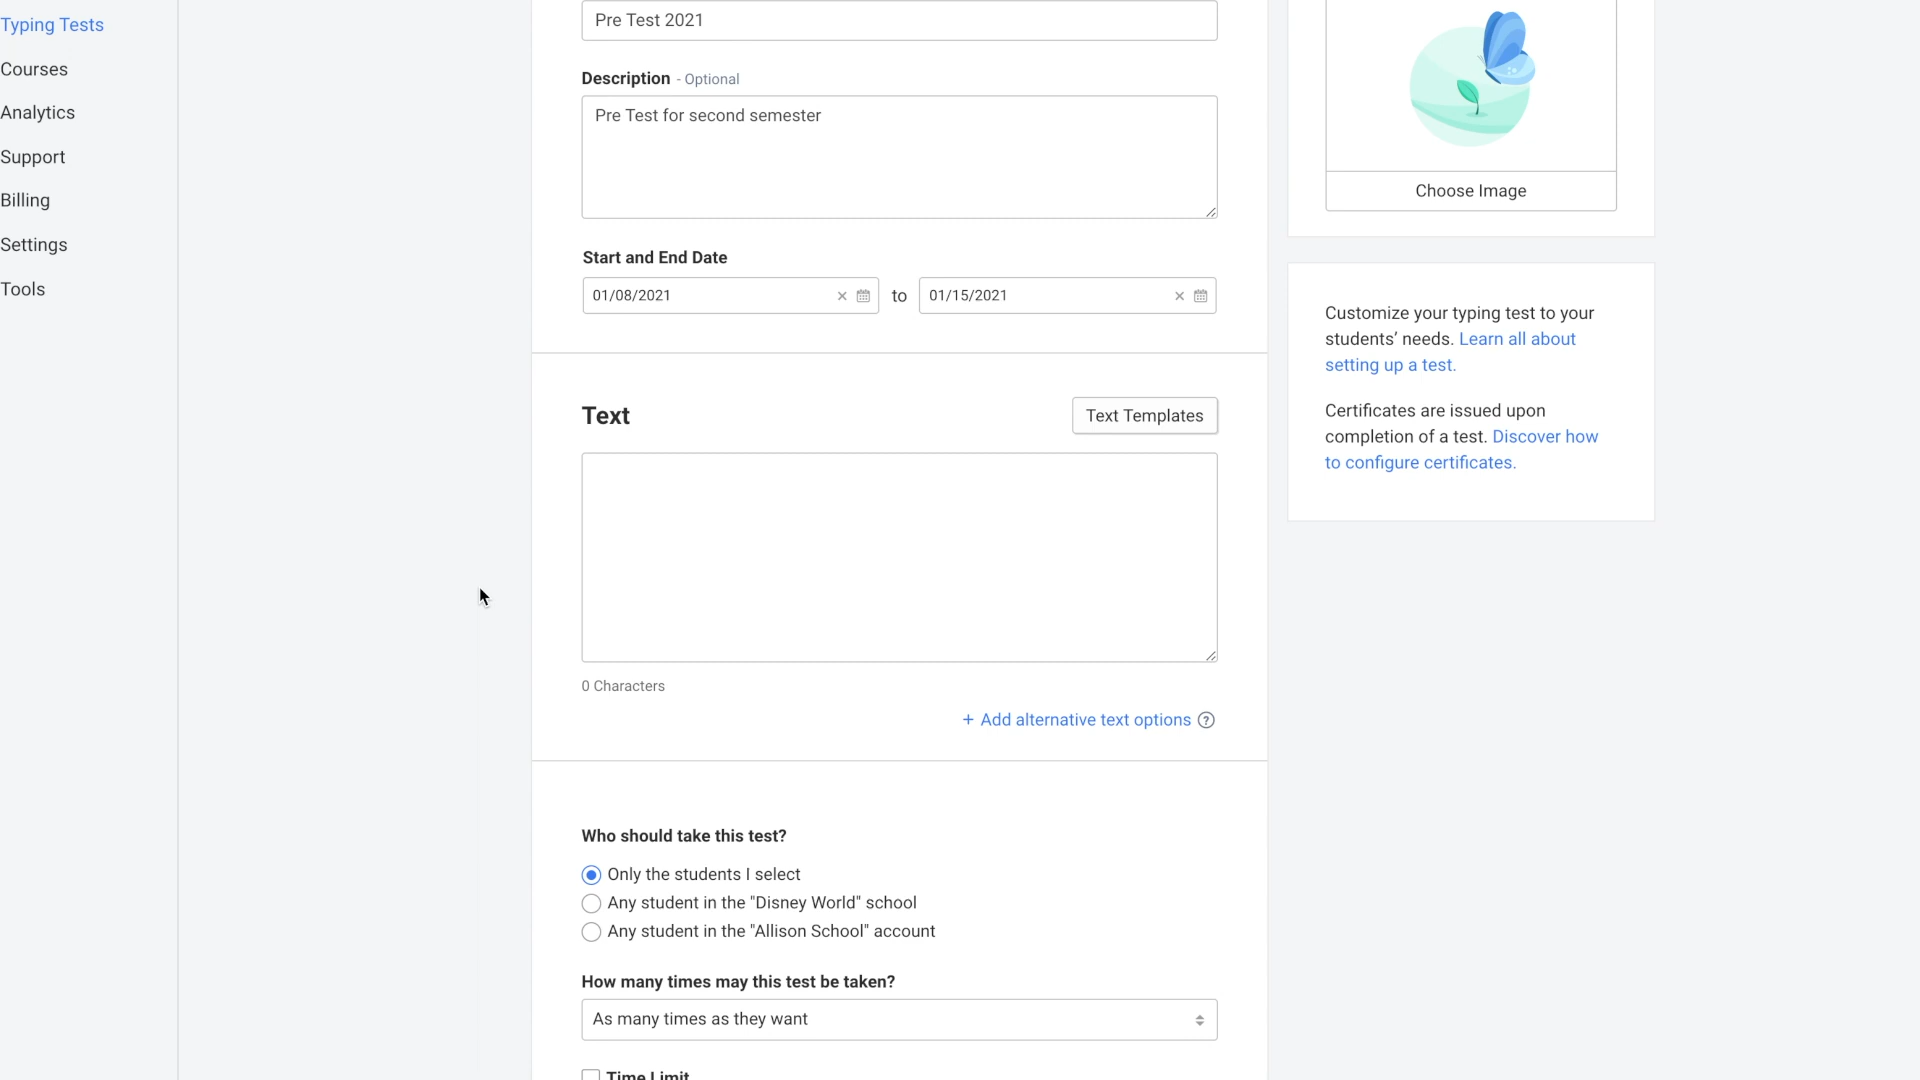 Typing Tests
Courses
Analytics
Support
Billing
Settings
Tools
Pre Test 2021
Description - Optional
Pre Test for second semester
Start and End Date
01/08/2021 to 01/15/2021
Text
Text Templates
0 Characters
+ Add alternative text options ?
Who should take this test?
Only the students I select
Any student in the "Disney World" school
Any student in the "Allison School" account
How many times may this test be taken?
As many times as they want
Time Limit
Choose Image
Customize your typing test to your
students’ needs. Learn all about
setting up a test.
Certificates are issued upon
completion of a test. Discover how
to configure certificates.